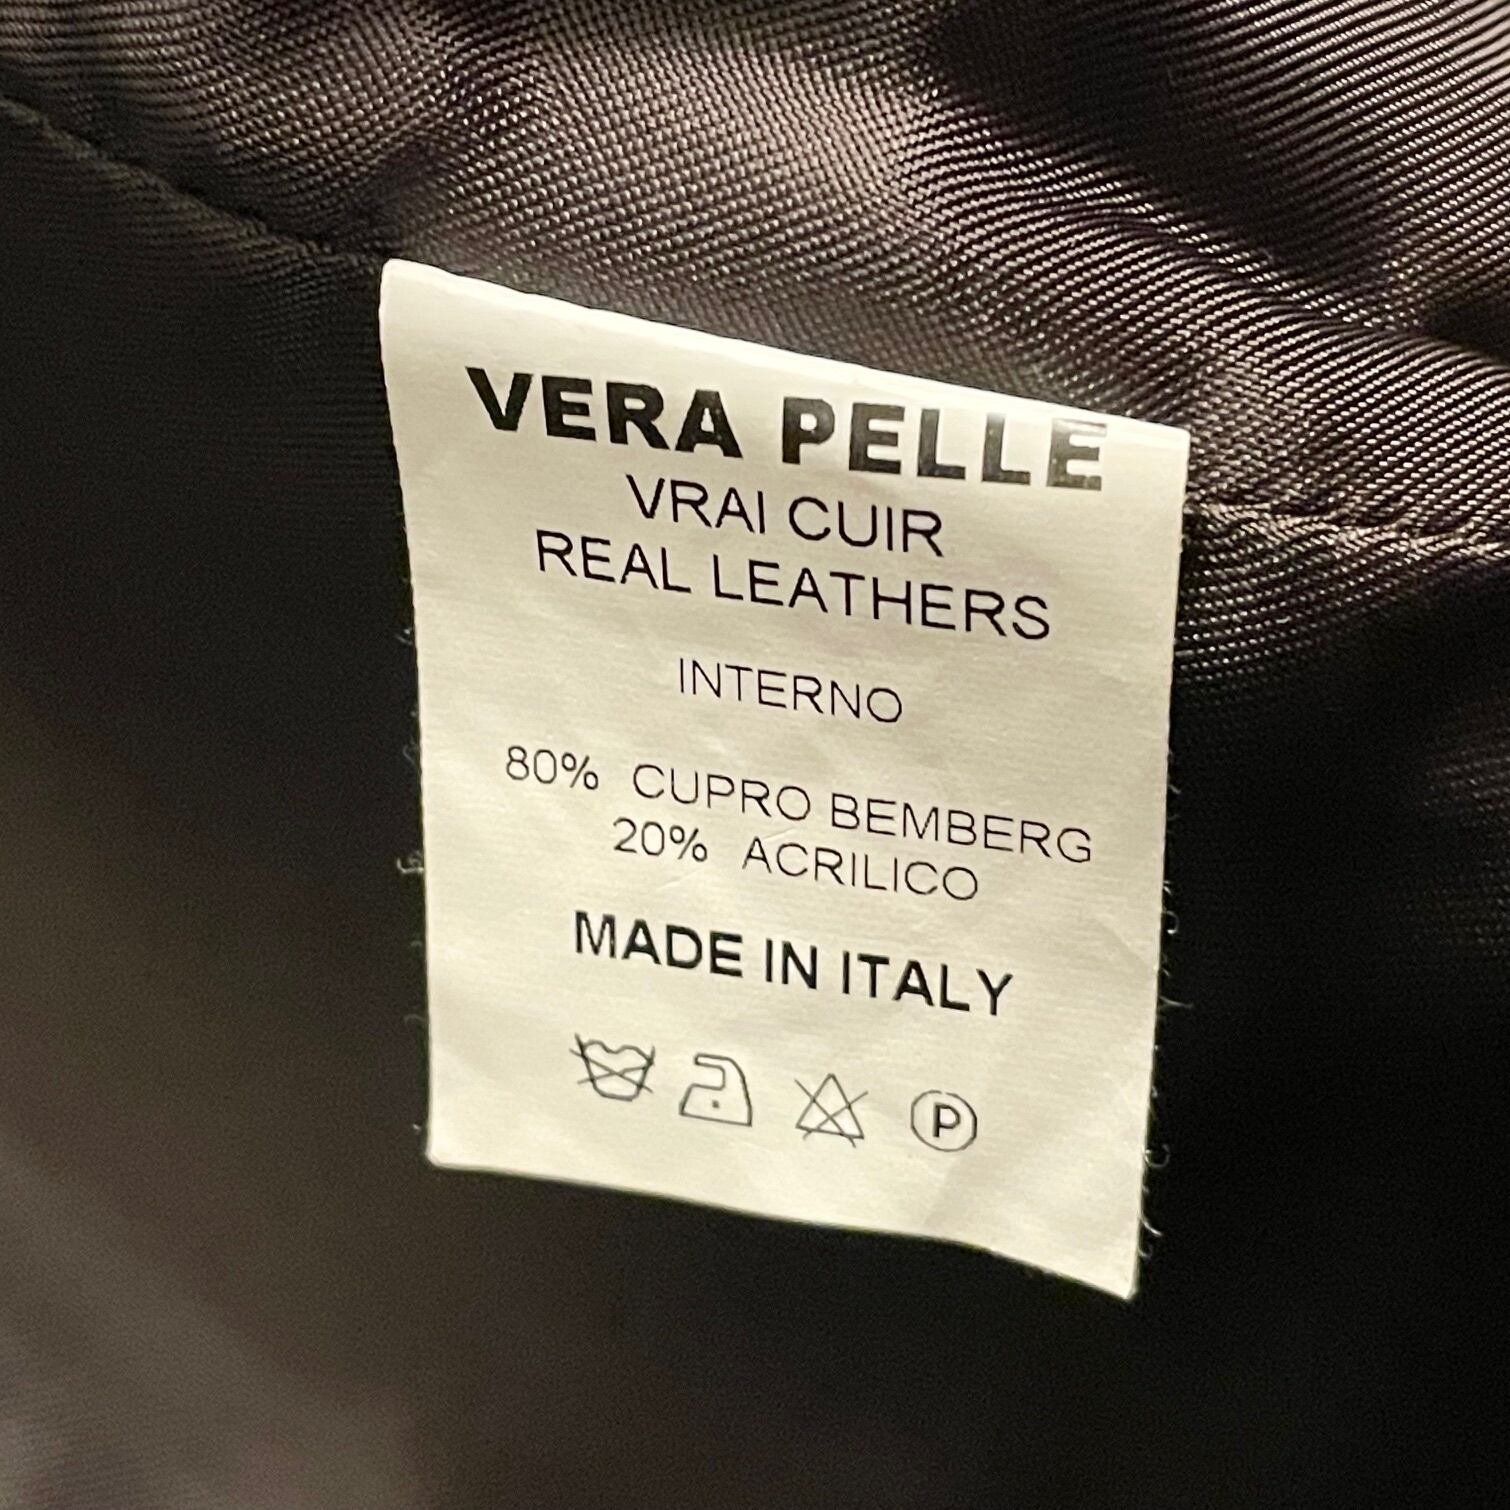 VERA PELLE
VRAI CUIR
REAL LEATHERS
INTERNO
80% CUPRO BEMBERG
20% ACRILICO
MADE IN ITALY
P